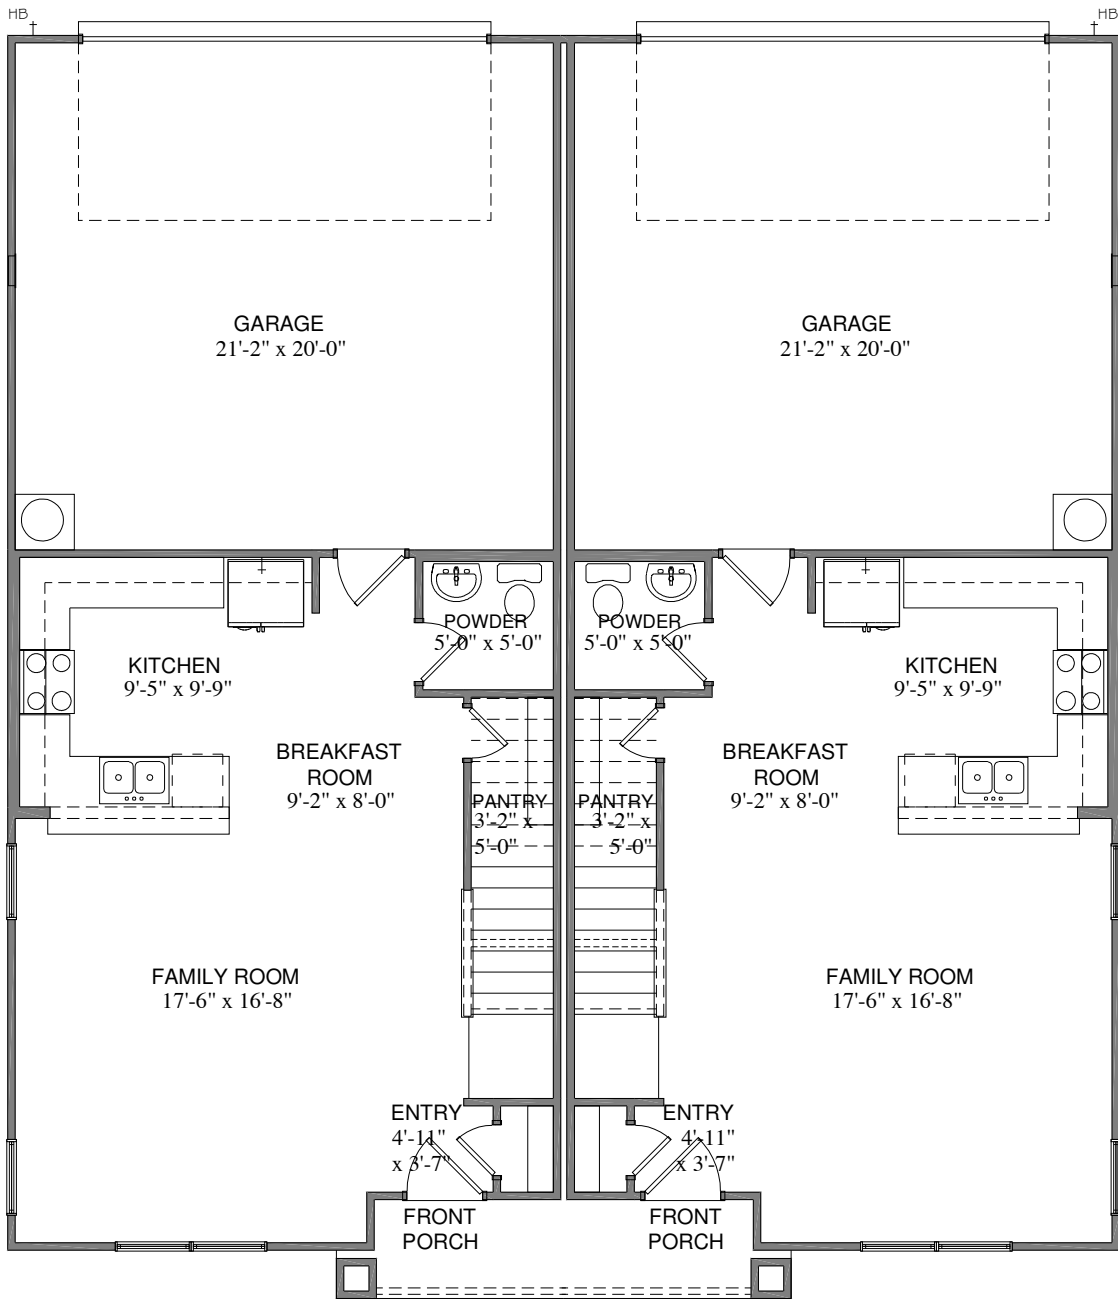 HB
HB
GARAGE
21'-2" x 20'-0"
GARAGE
21'-2" x 20'-0"
POWDER
5'-0" x 5'-0"
POWDER
5'-0" x 5'-0"
KITCHEN
9'-5" x 9'-9"
KITCHEN
9'-5" x 9'-9"
BREAKFAST
ROOM
9'-2" x 8'-0"
BREAKFAST
ROOM
9'-2" x 8'-0"
PANTRY
3'-2" x
5'-0"
PANTRY
3'-2" x
5'-0"
FAMILY ROOM
17'-6" x 16'-8"
FAMILY ROOM
17'-6" x 16'-8"
ENTRY
4'-11"
x 3'-7"
ENTRY
4'-11"
x 3'-7"
FRONT
PORCH
FRONT
PORCH